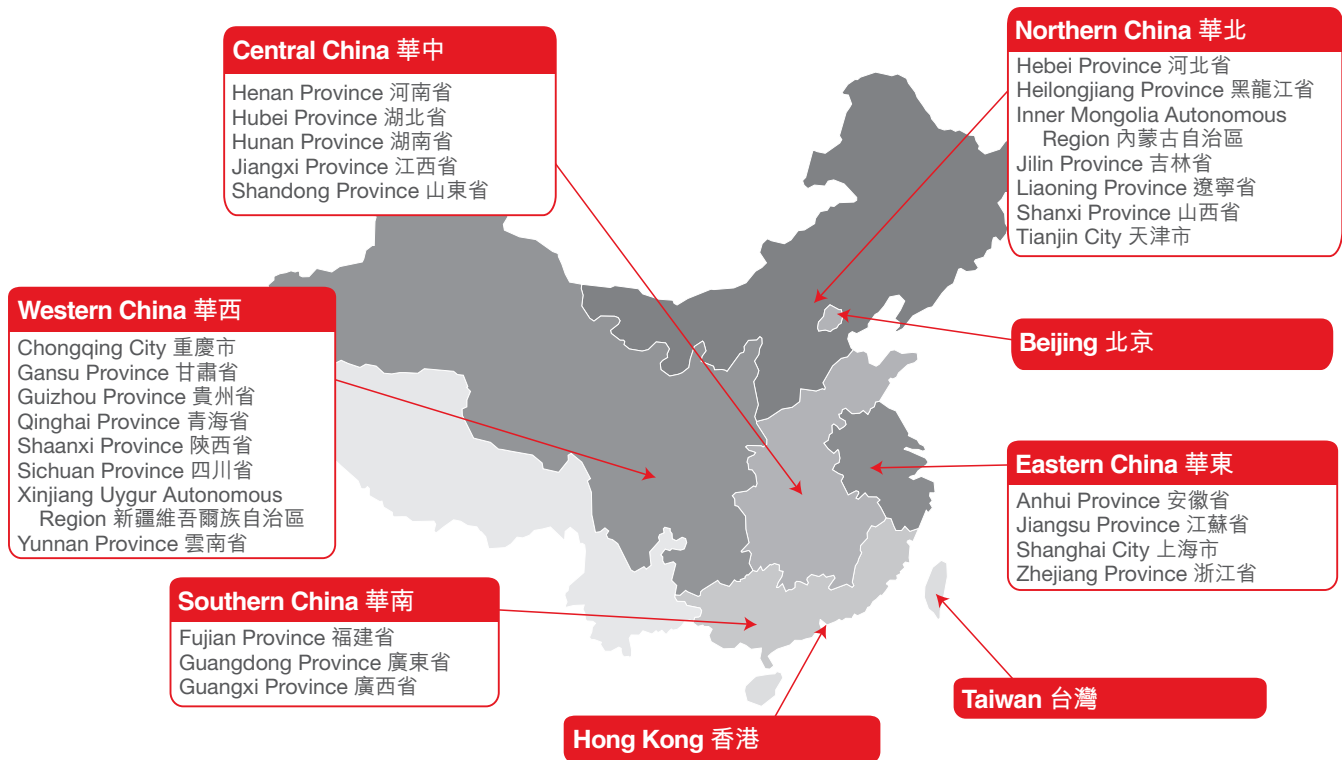 Central China 華中
Henan Province 河南省
Hubei Province 湖北省
Hunan Province 湖南省
Jiangxi Province 江西省
Shandong Province 山東省
Northern China 華北
Hebei Province 河北省
Heilongjiang Province 黑龍江省
Inner Mongolia Autonomous
Region 內蒙古自治區
Jilin Province 吉林省
Liaoning Province 遼寧省
Shanxi Province 山西省
Tianjin City 天津市
Western China 華西
Chongqing City 重慶市
Gansu Province 甘肅省
Guizhou Province 貴州省
Qinghai Province 青海省
Shaanxi Province 陝西省
Sichuan Province 四川省
Xinjiang Uygur Autonomous
Region 新疆維吾爾族自治區
Yunnan Province 雲南省
Beijing 北京
Eastern China 華東
Anhui Province 安徽省
Jiangsu Province 江蘇省
Shanghai City 上海市
Zhejiang Province 浙江省
Southern China 華南
Fujian Province 福建省
Guangdong Province 廣東省
Guangxi Province 廣西省
Taiwan 台灣
Hong Kong 香港